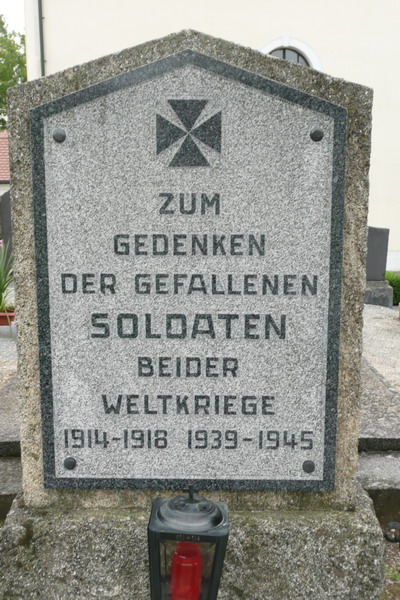 ZUM
GEDENKEN
DER GEFALLENEN
SOLDATEN
BEIDER
WELTKRIEGE
1914-1918 1939-1945